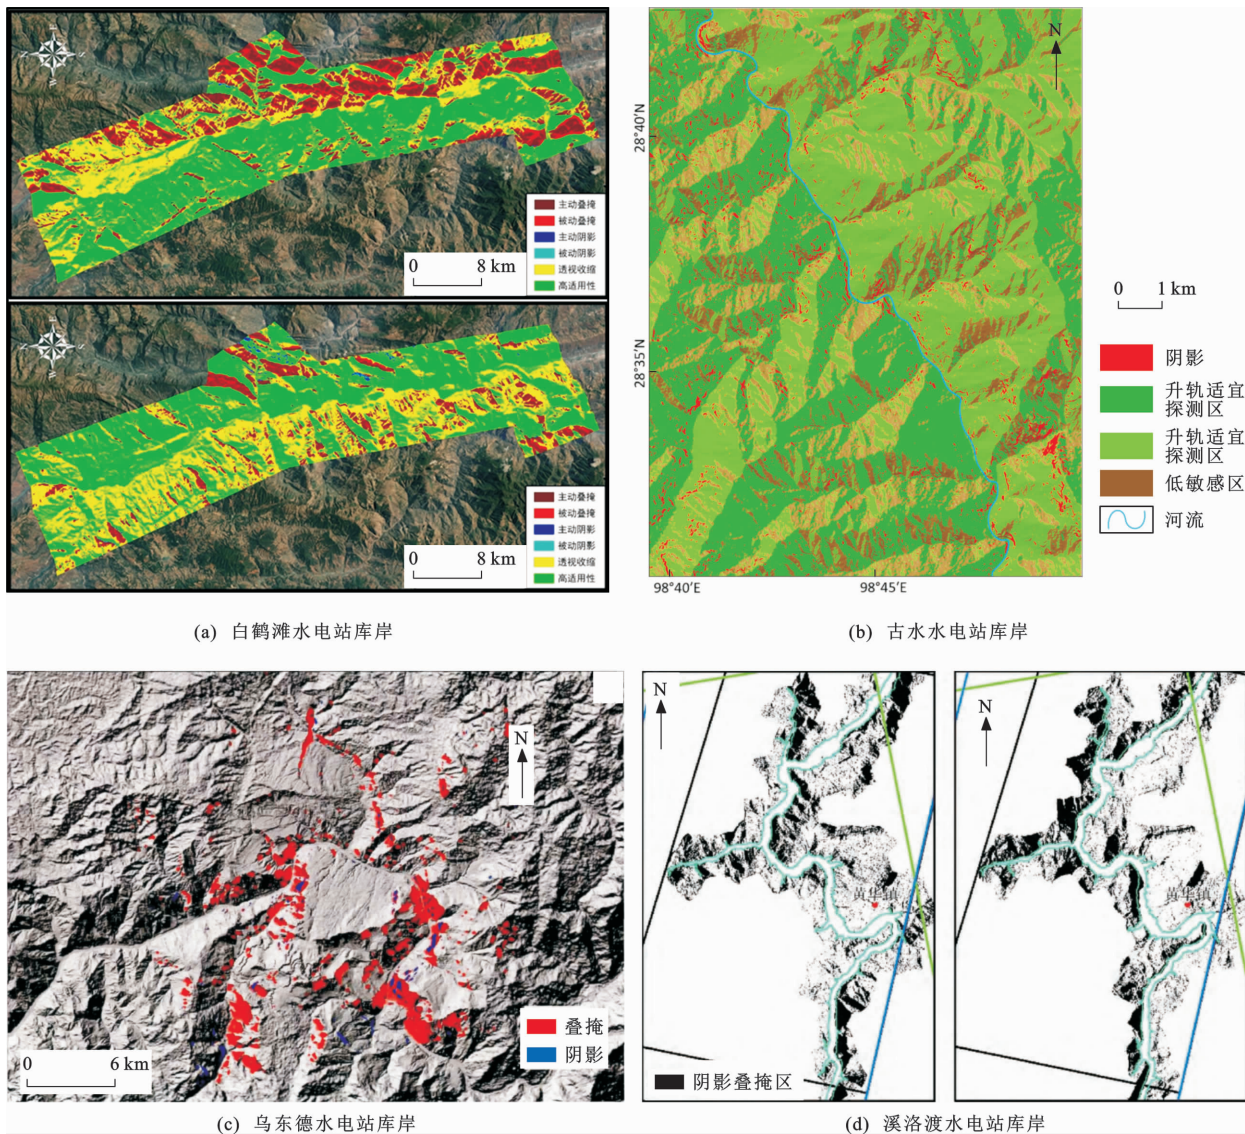 主动叠掩
被动叠掩
主动阴影
被动阴影
透视收缩
高适用性
0 8 km
主动叠掩
被动叠掩
主动阴影
被动阴影
透视收缩
高适用性
0 8 km
(a) 白鹤滩水电站库岸
N
28°40′N
28°35′N
98°40′E 98°45′E
0 1 km
阴影
升轨适宜
探测区
升轨适宜
探测区
低敏感区
河流
(b) 古水水电站库岸
N
叠掩
阴影
0 6 km
(c) 乌东德水电站库岸
N
阴影叠掩区
N
(d) 溪洛渡水电站库岸